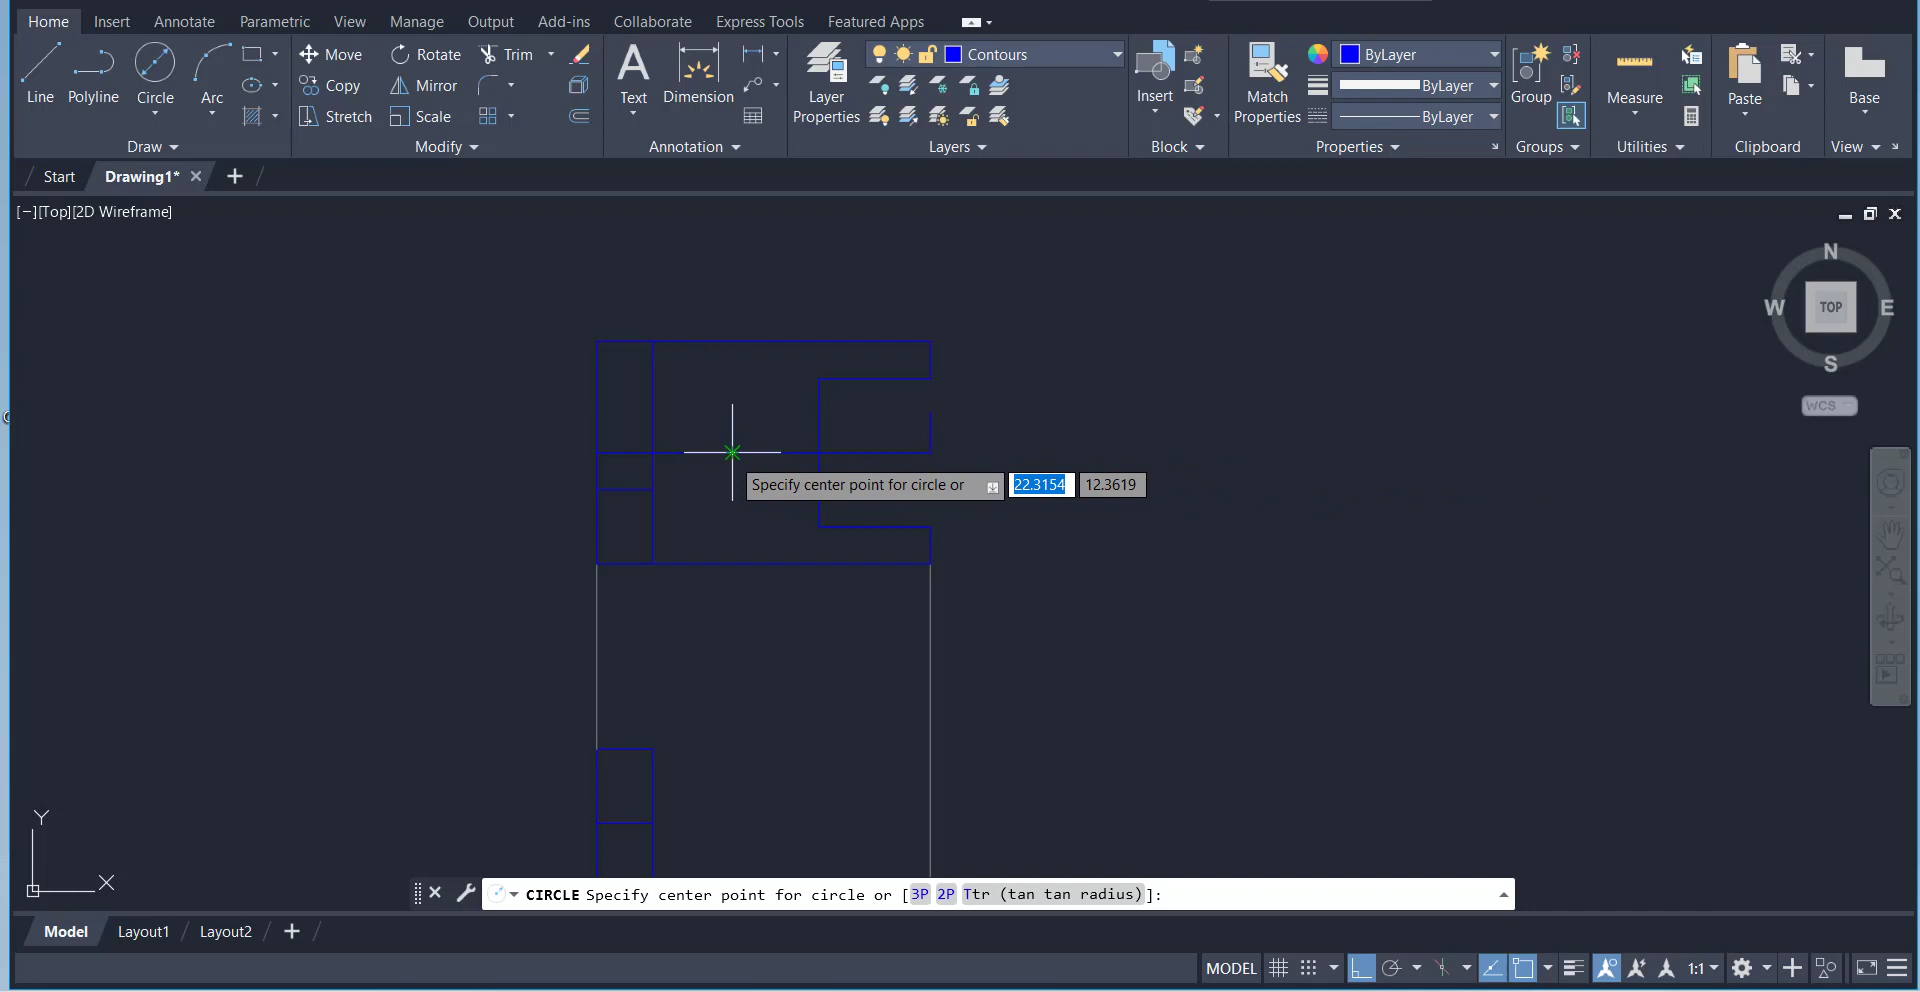 Home Insert Annotate Parametric View Manage Output Add-ins Collaborate Express Tools Featured Apps
Line Polyline Circle Arc
Move Rotate Trim
Copy Mirror
Stretch Scale
Text Dimension
Layer Properties
Contours
Insert
Match Properties
ByLayer
ByLayer
ByLayer
Group
Measure
Paste
Base
Draw Modify Annotation Layers Block Properties Groups Utilities Clipboard View
Start Drawing1*
[−][Top][2D Wireframe]
N
W TOP E
S
WCS
Specify center point for circle or 22.3154 12.3619
Y
X
CIRCLE Specify center point for circle or [3P 2P Ttr (tan tan radius)]:
Model Layout1 Layout2
MODEL 1:1